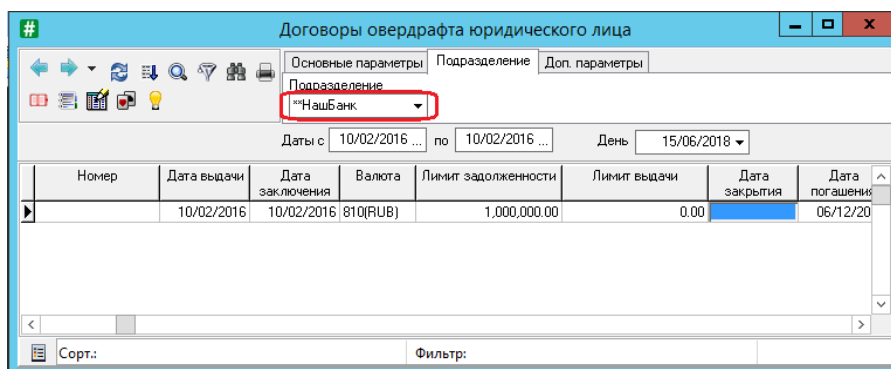 Договоры овердрафта юридического лица
Основные параметры Подразделение Доп. параметры
Подразделение
**НашБанк
Даты с 10/02/2016 ... по 10/02/2016 ... День 15/06/2018
Номер Дата выдачи Дата заключения Валюта Лимит задолженности Лимит выдачи Дата закрытия Дата погашения
10/02/2016 10/02/2016 810(RUB) 1,000,000.00 0.00 06/12/20
Сорт.: Фильтр: